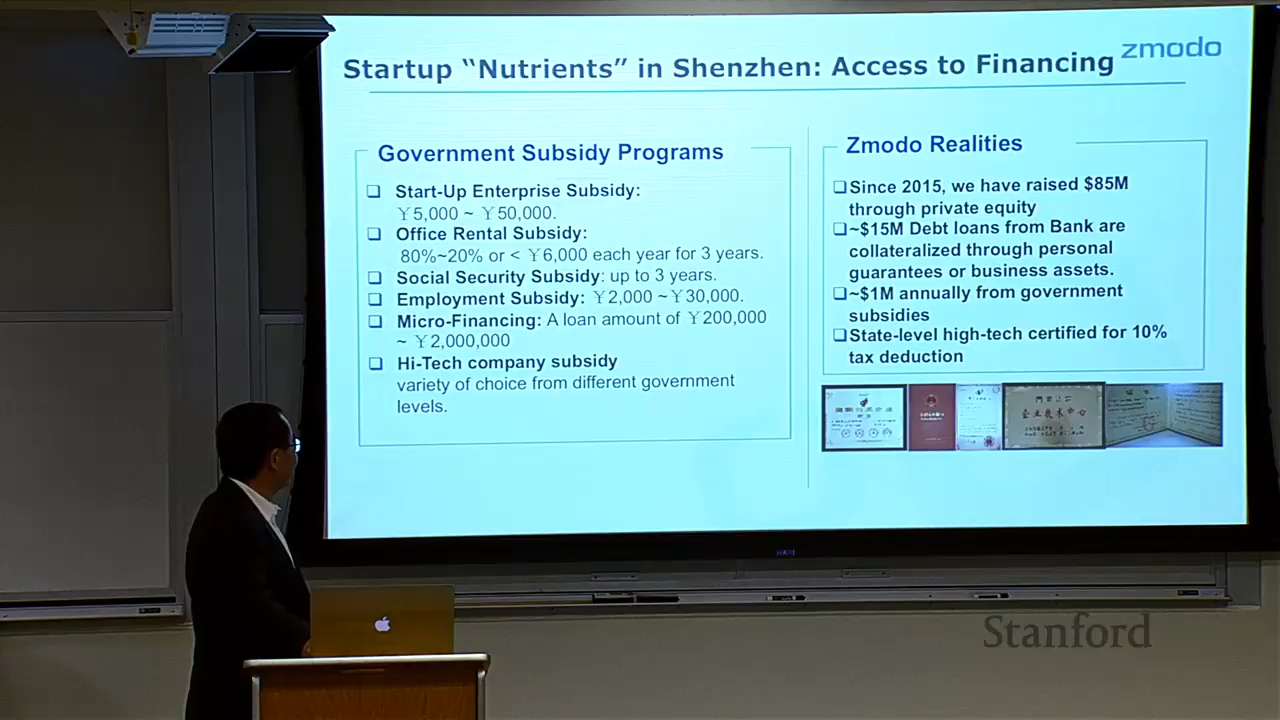 Startup “Nutrients” in Shenzhen: Access to Financing
zmodo
Government Subsidy Programs
❑ Start-Up Enterprise Subsidy:
￥5,000 ~ ￥50,000.
❑ Office Rental Subsidy:
80%~20% or < ￥6,000 each year for 3 years.
❑ Social Security Subsidy: up to 3 years.
❑ Employment Subsidy: ￥2,000 ~￥30,000.
❑ Micro-Financing: A loan amount of ￥200,000
~ ￥2,000,000
❑ Hi-Tech company subsidy
variety of choice from different government
levels.
Zmodo Realities
❑Since 2015, we have raised $85M
through private equity
❑~$15M Debt loans from Bank are
collateralized through personal
guarantees or business assets.
❑~$1M annually from government
subsidies
❑State-level high-tech certified for 10%
tax deduction
Stanford